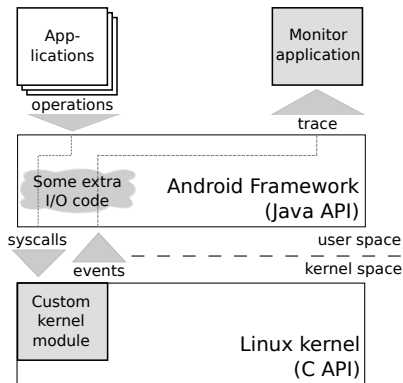 App-
lications
Monitor
application
operations
trace
Some extra
I/O code
Android Framework
(Java API)
syscalls
user space
events
kernel space
Custom
kernel
module
Linux kernel
(C API)